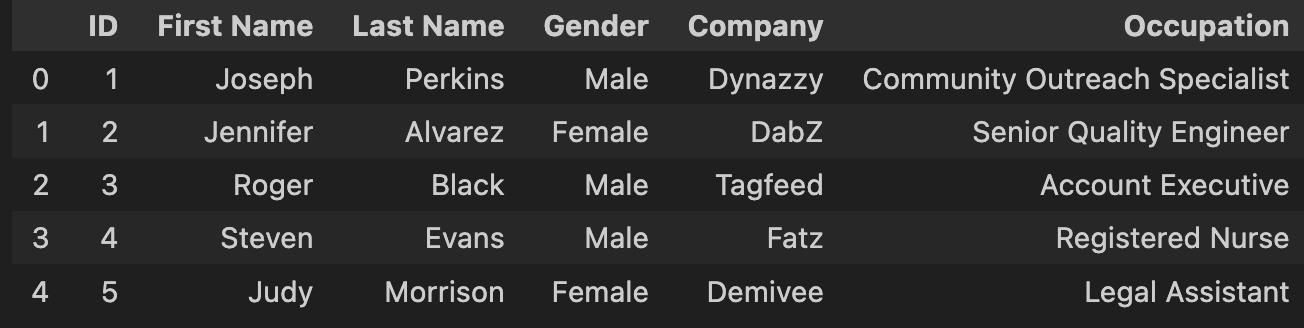 ID First Name Last Name Gender Company Occupation
0 1 Joseph Perkins Male Dynazzy Community Outreach Specialist
1 2 Jennifer Alvarez Female DabZ Senior Quality Engineer
2 3 Roger Black Male Tagfeed Account Executive
3 4 Steven Evans Male Fatz Registered Nurse
4 5 Judy Morrison Female Demivee Legal Assistant